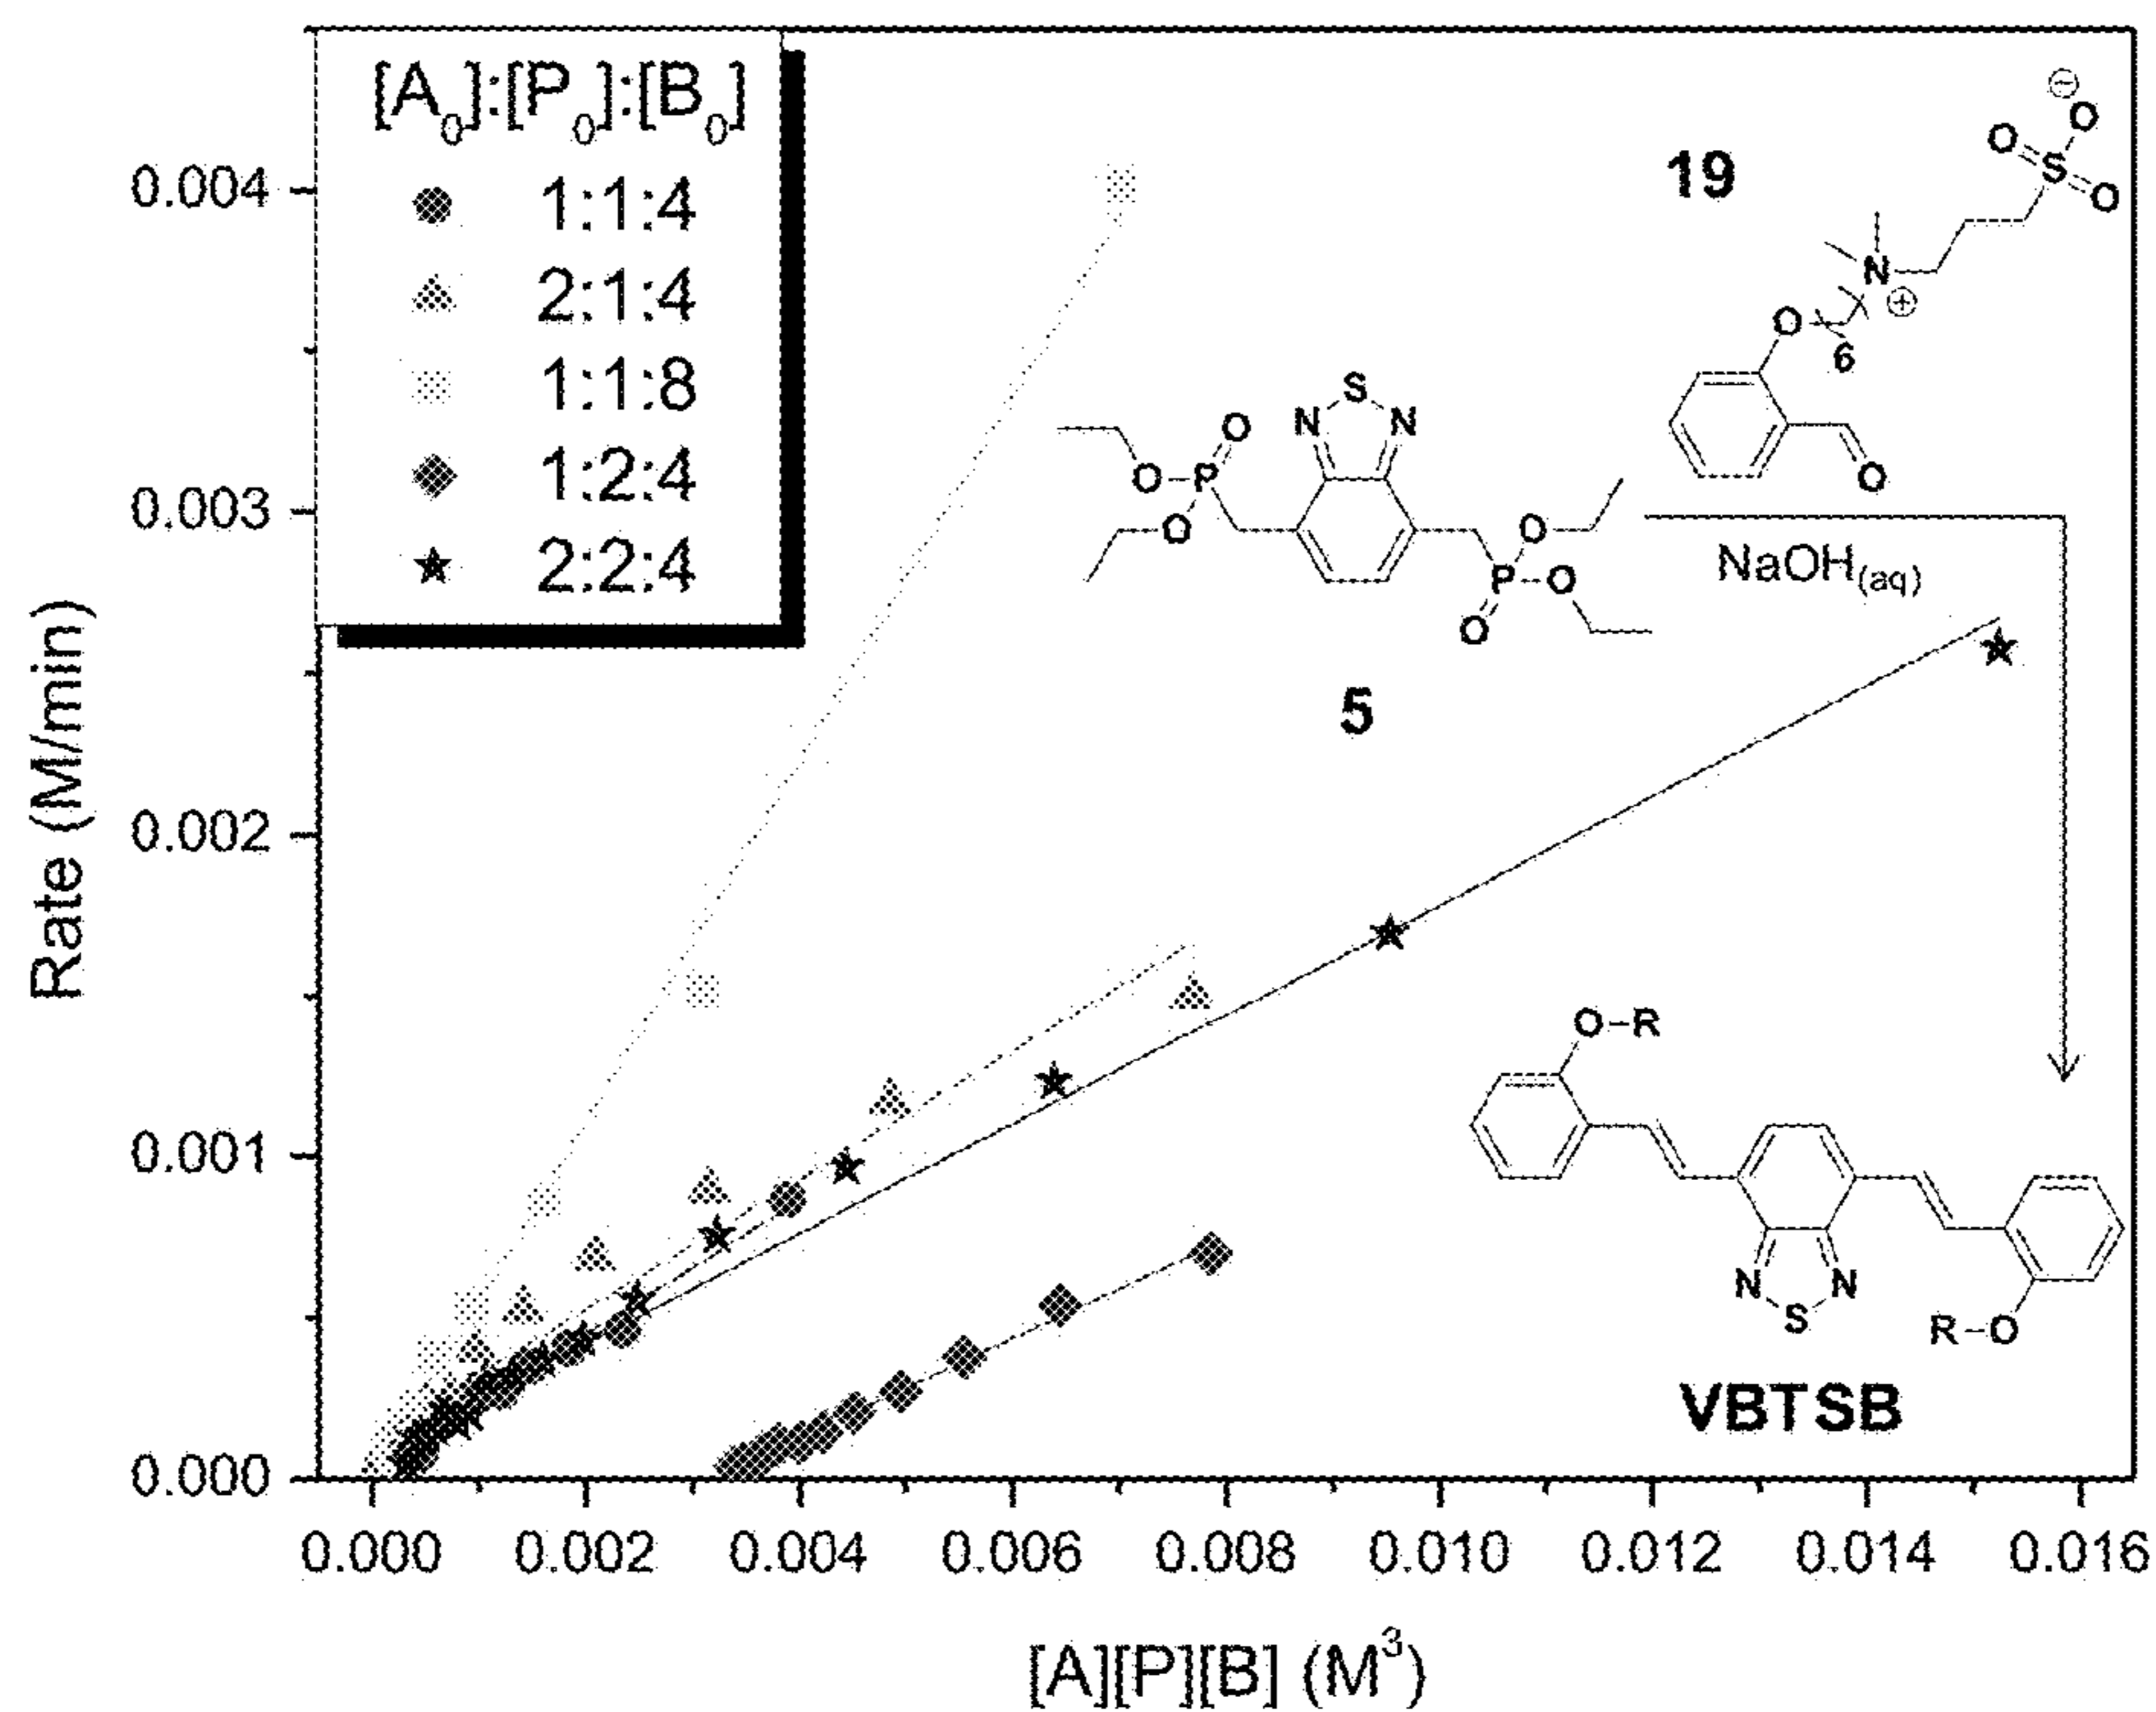 [A₀]:[P₀]:[B₀]
1:1:4
2:1:4
1:1:8
1:2:4
2:2:4
Rate (M/min)
0.004
0.003
0.002
0.001
0.000
0.000 0.002 0.004 0.006 0.008 0.010 0.012 0.014 0.016
[A][P][B] (M³)
19
⊖
O
O
S
O
N
⊕
O
6
O
S
N N
O
O P
O
O
P O
O
5
NaOH(aq)
O–R
N N
S
R–O
VBTSB